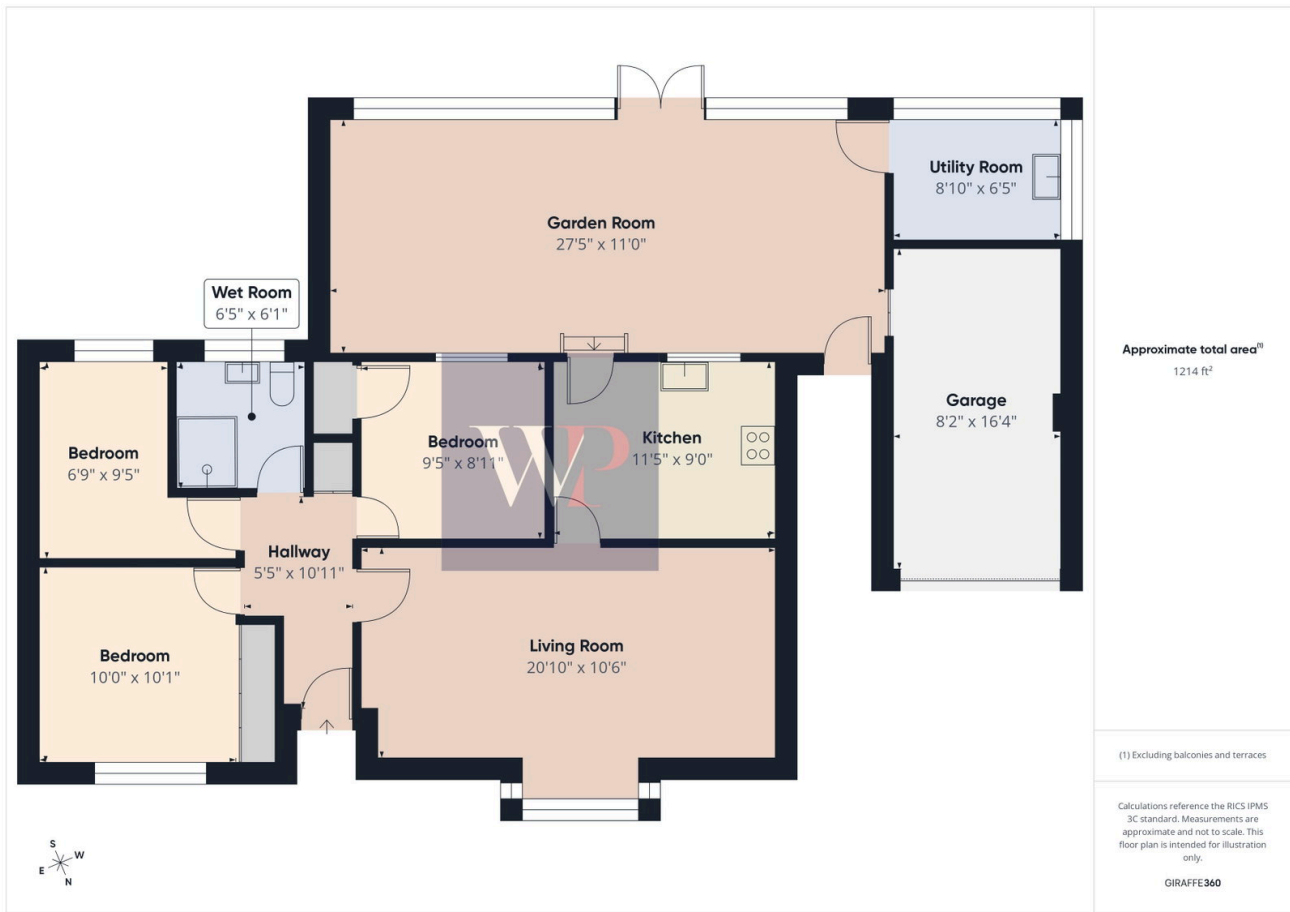 Garden Room
27'5" x 11'0"
Utility Room
8'10" x 6'5"
Wet Room
6'5" x 6'1"
Garage
8'2" x 16'4"
Bedroom
6'9" x 9'5"
Bedroom
9'5" x 8'11"
Kitchen
11'5" x 9'0"
WP
Hallway
5'5" x 10'11"
Living Room
20'10" x 10'6"
Bedroom
10'0" x 10'1"
S
W
E
N
Approximate total area⁽¹⁾
1214 ft²
(1) Excluding balconies and terraces
Calculations reference the RICS IPMS
3C standard. Measurements are
approximate and not to scale. This
floor plan is intended for illustration
only.
GIRAFFE360